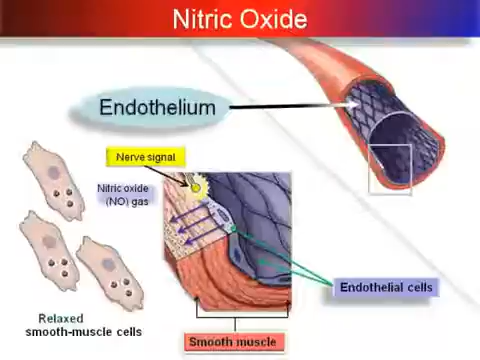 Nitric Oxide
Endothelium
Nerve signal
Nitric oxide
(NO) gas
Endothelial cells
Relaxed
smooth-muscle cells
Smooth muscle